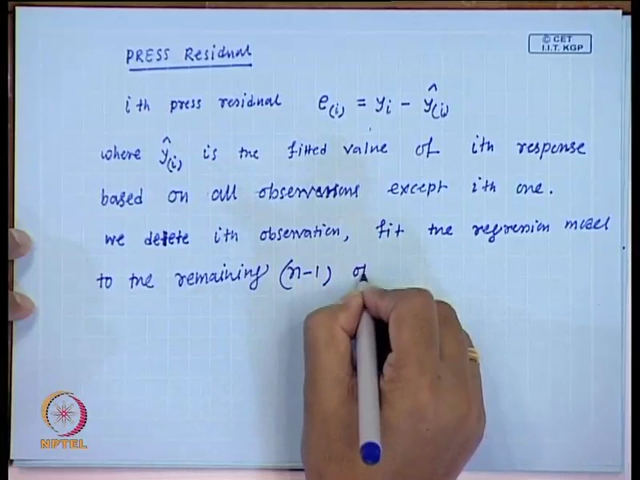 © CET
I.I.T. KGP
PRESS Residual
ith press residual e(i) = yi - ŷ(i)
where ŷ(i) is the fitted value of ith response
based on all observations except ith one.
we delete ith observation, fit the regression model
to the remaining (n-1) o
NPTEL